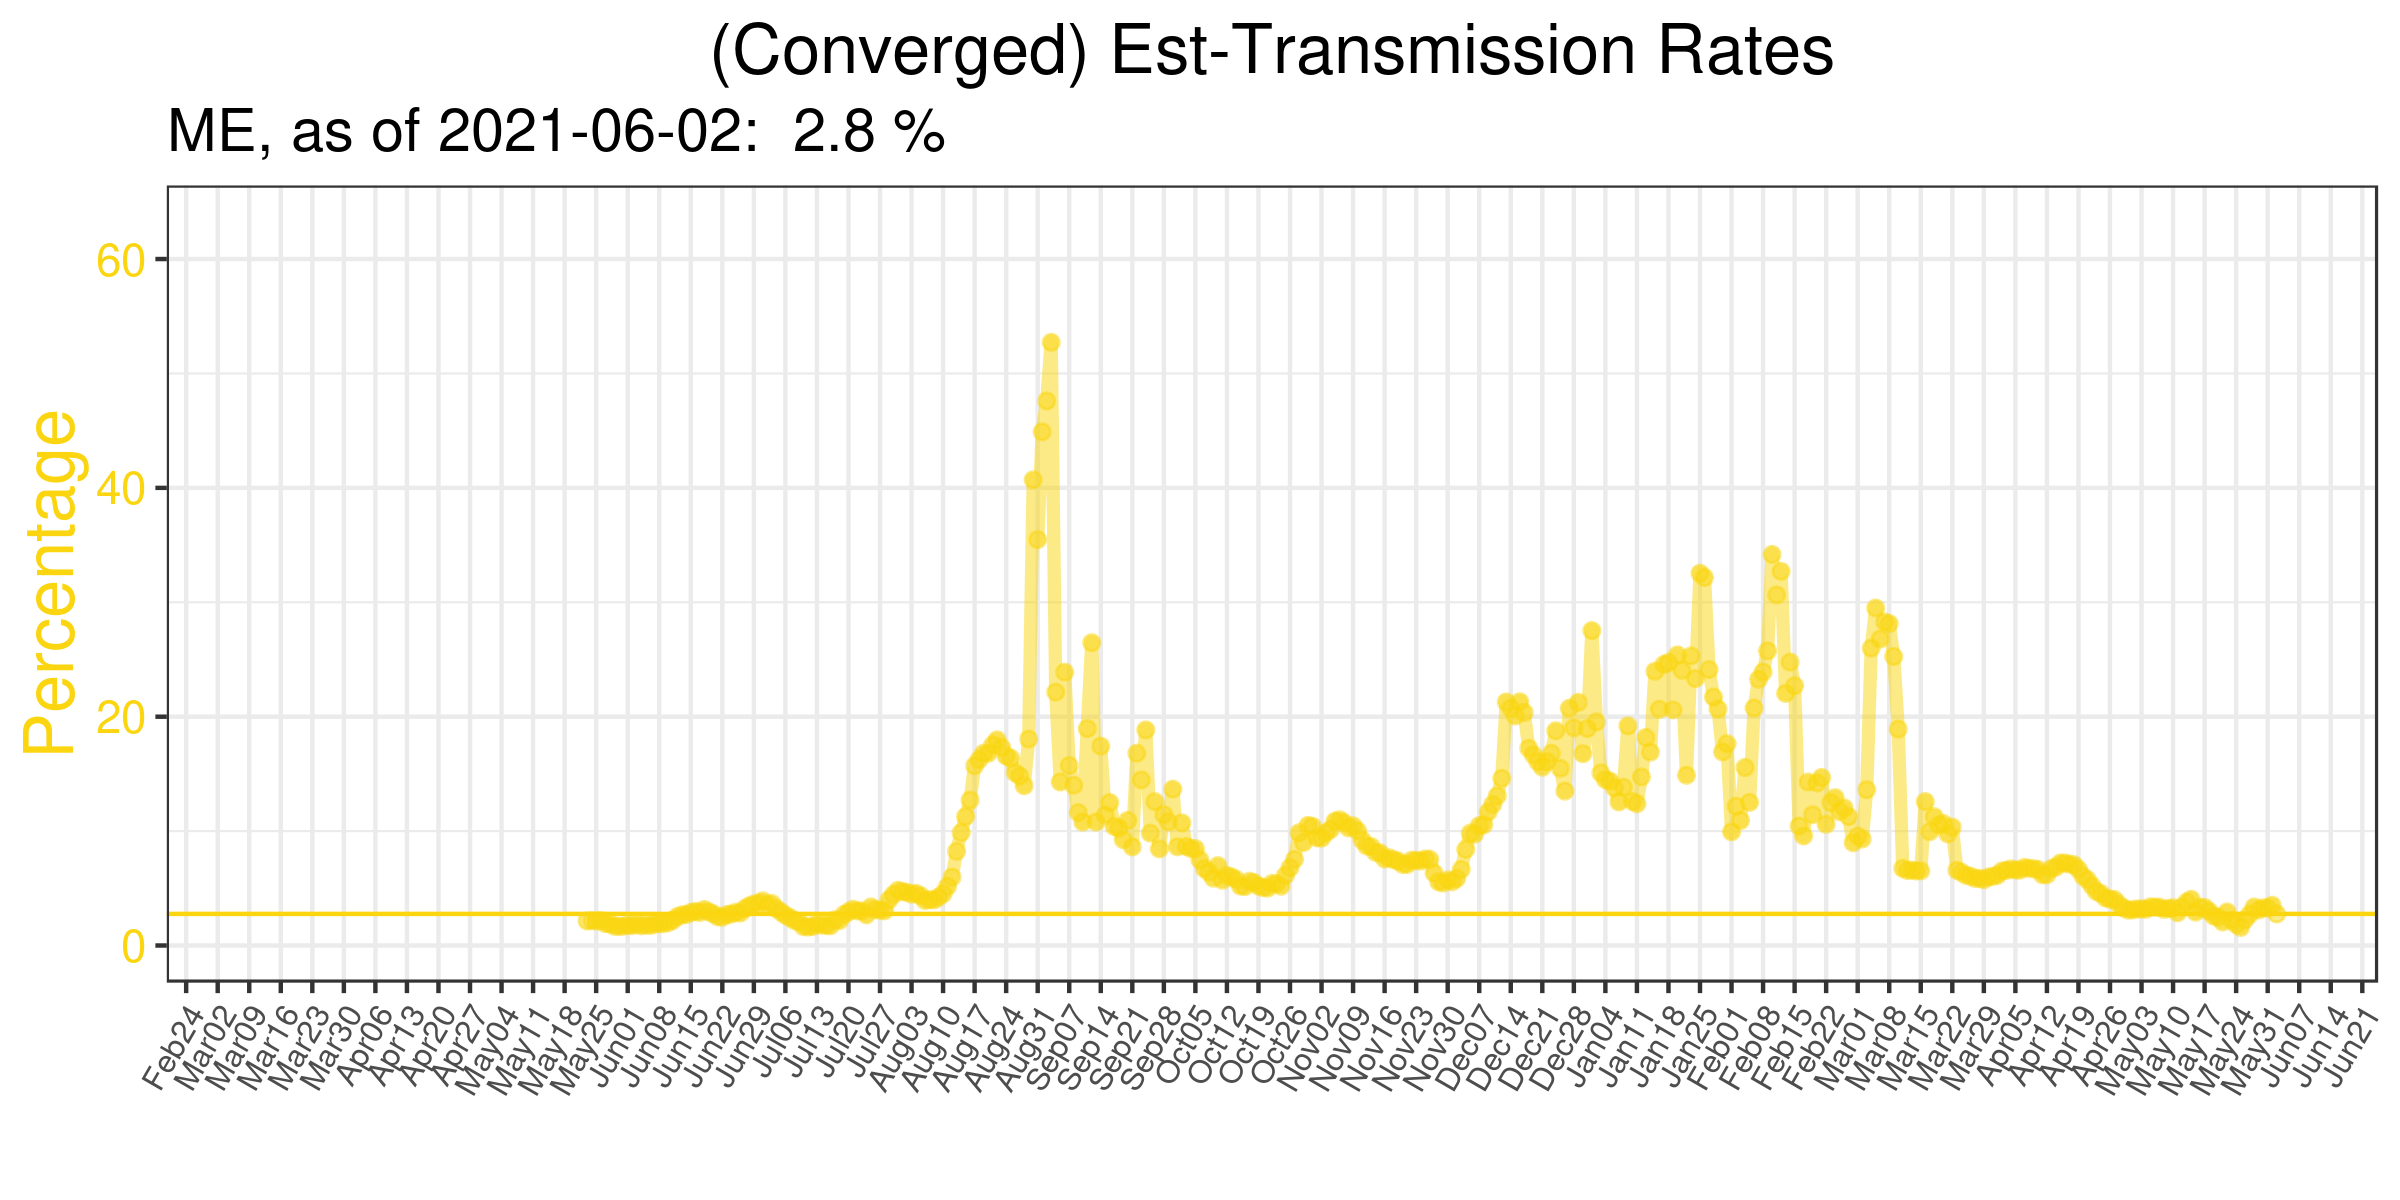 (Converged) Est-Transmission Rates
ME, as of 2021-06-02: 2.8 %
Percentage
60
40
20
0
Feb24
Mar02
Mar09
Mar16
Mar23
Mar30
Apr06
Apr13
Apr20
Apr27
May04
May11
May18
May25
Jun01
Jun08
Jun15
Jun22
Jun29
Jul06
Jul13
Jul20
Jul27
Aug03
Aug10
Aug17
Aug24
Aug31
Sep07
Sep14
Sep21
Sep28
Oct05
Oct12
Oct19
Oct26
Nov02
Nov09
Nov16
Nov23
Nov30
Dec07
Dec14
Dec21
Dec28
Jan04
Jan11
Jan18
Jan25
Feb01
Feb08
Feb15
Feb22
Mar01
Mar08
Mar15
Mar22
Mar29
Apr05
Apr12
Apr19
Apr26
May03
May10
May17
May24
May31
Jun07
Jun14
Jun21